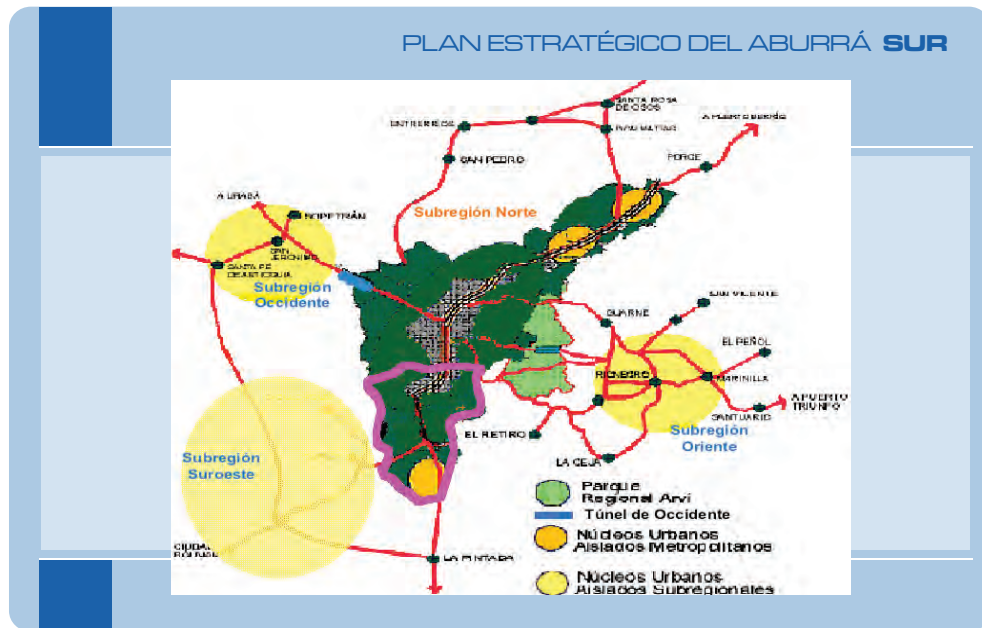 PLAN ESTRATÉGICO DEL ABURRÁ SUR
SANTA ROSA
DE OSOS
ENTRERRIOS
A PUERTO BERRÍO
SAN PEDRO
PORCE
A URABÁ
SOPETRÁN
Subregión Norte
SAN
JERÓNIMO
SANTA FE
DE ANTIOQUIA
Subregión
Occidente
SAN VICENTE
GUARNE
EL PEÑOL
RIONEGRO
MARINILLA
A PUERTO
TRIUNFO
SANTUARIO
EL RETIRO
Subregión
Oriente
Subregión
Suroeste
LA CEJA
Parque
Regional Arví
Túnel de Occidente
Núcleos Urbanos
Aislados Metropolitanos
CIUDAD
BOLÍVAR
LA PINTADA
Núcleos Urbanos
Aislados Subregionales